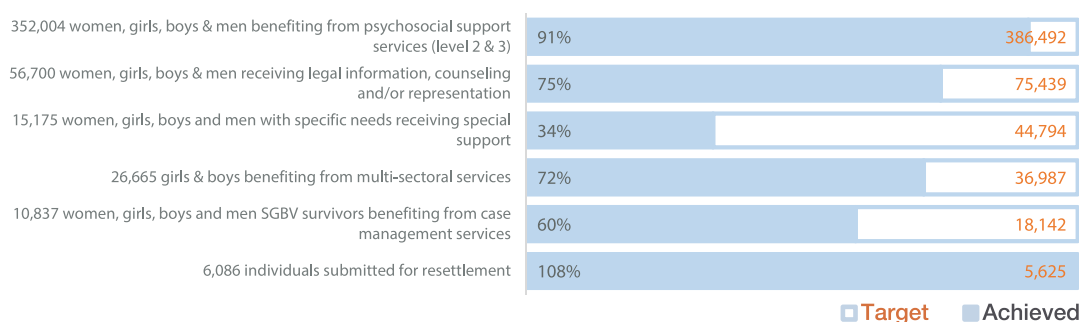 352,004 women, girls, boys & men benefiting from psychosocial support
services (level 2 & 3)
91%
386,492
56,700 women, girls, boys & men receiving legal information, counseling
and/or representation
75%
75,439
15,175 women, girls, boys and men with specific needs receiving special
support
34%
44,794
26,665 girls & boys benefiting from multi-sectoral services
72%
36,987
10,837 women, girls, boys and men SGBV survivors benefiting from case
management services
60%
18,142
6,086 individuals submitted for resettlement
108%
5,625
Target
Achieved